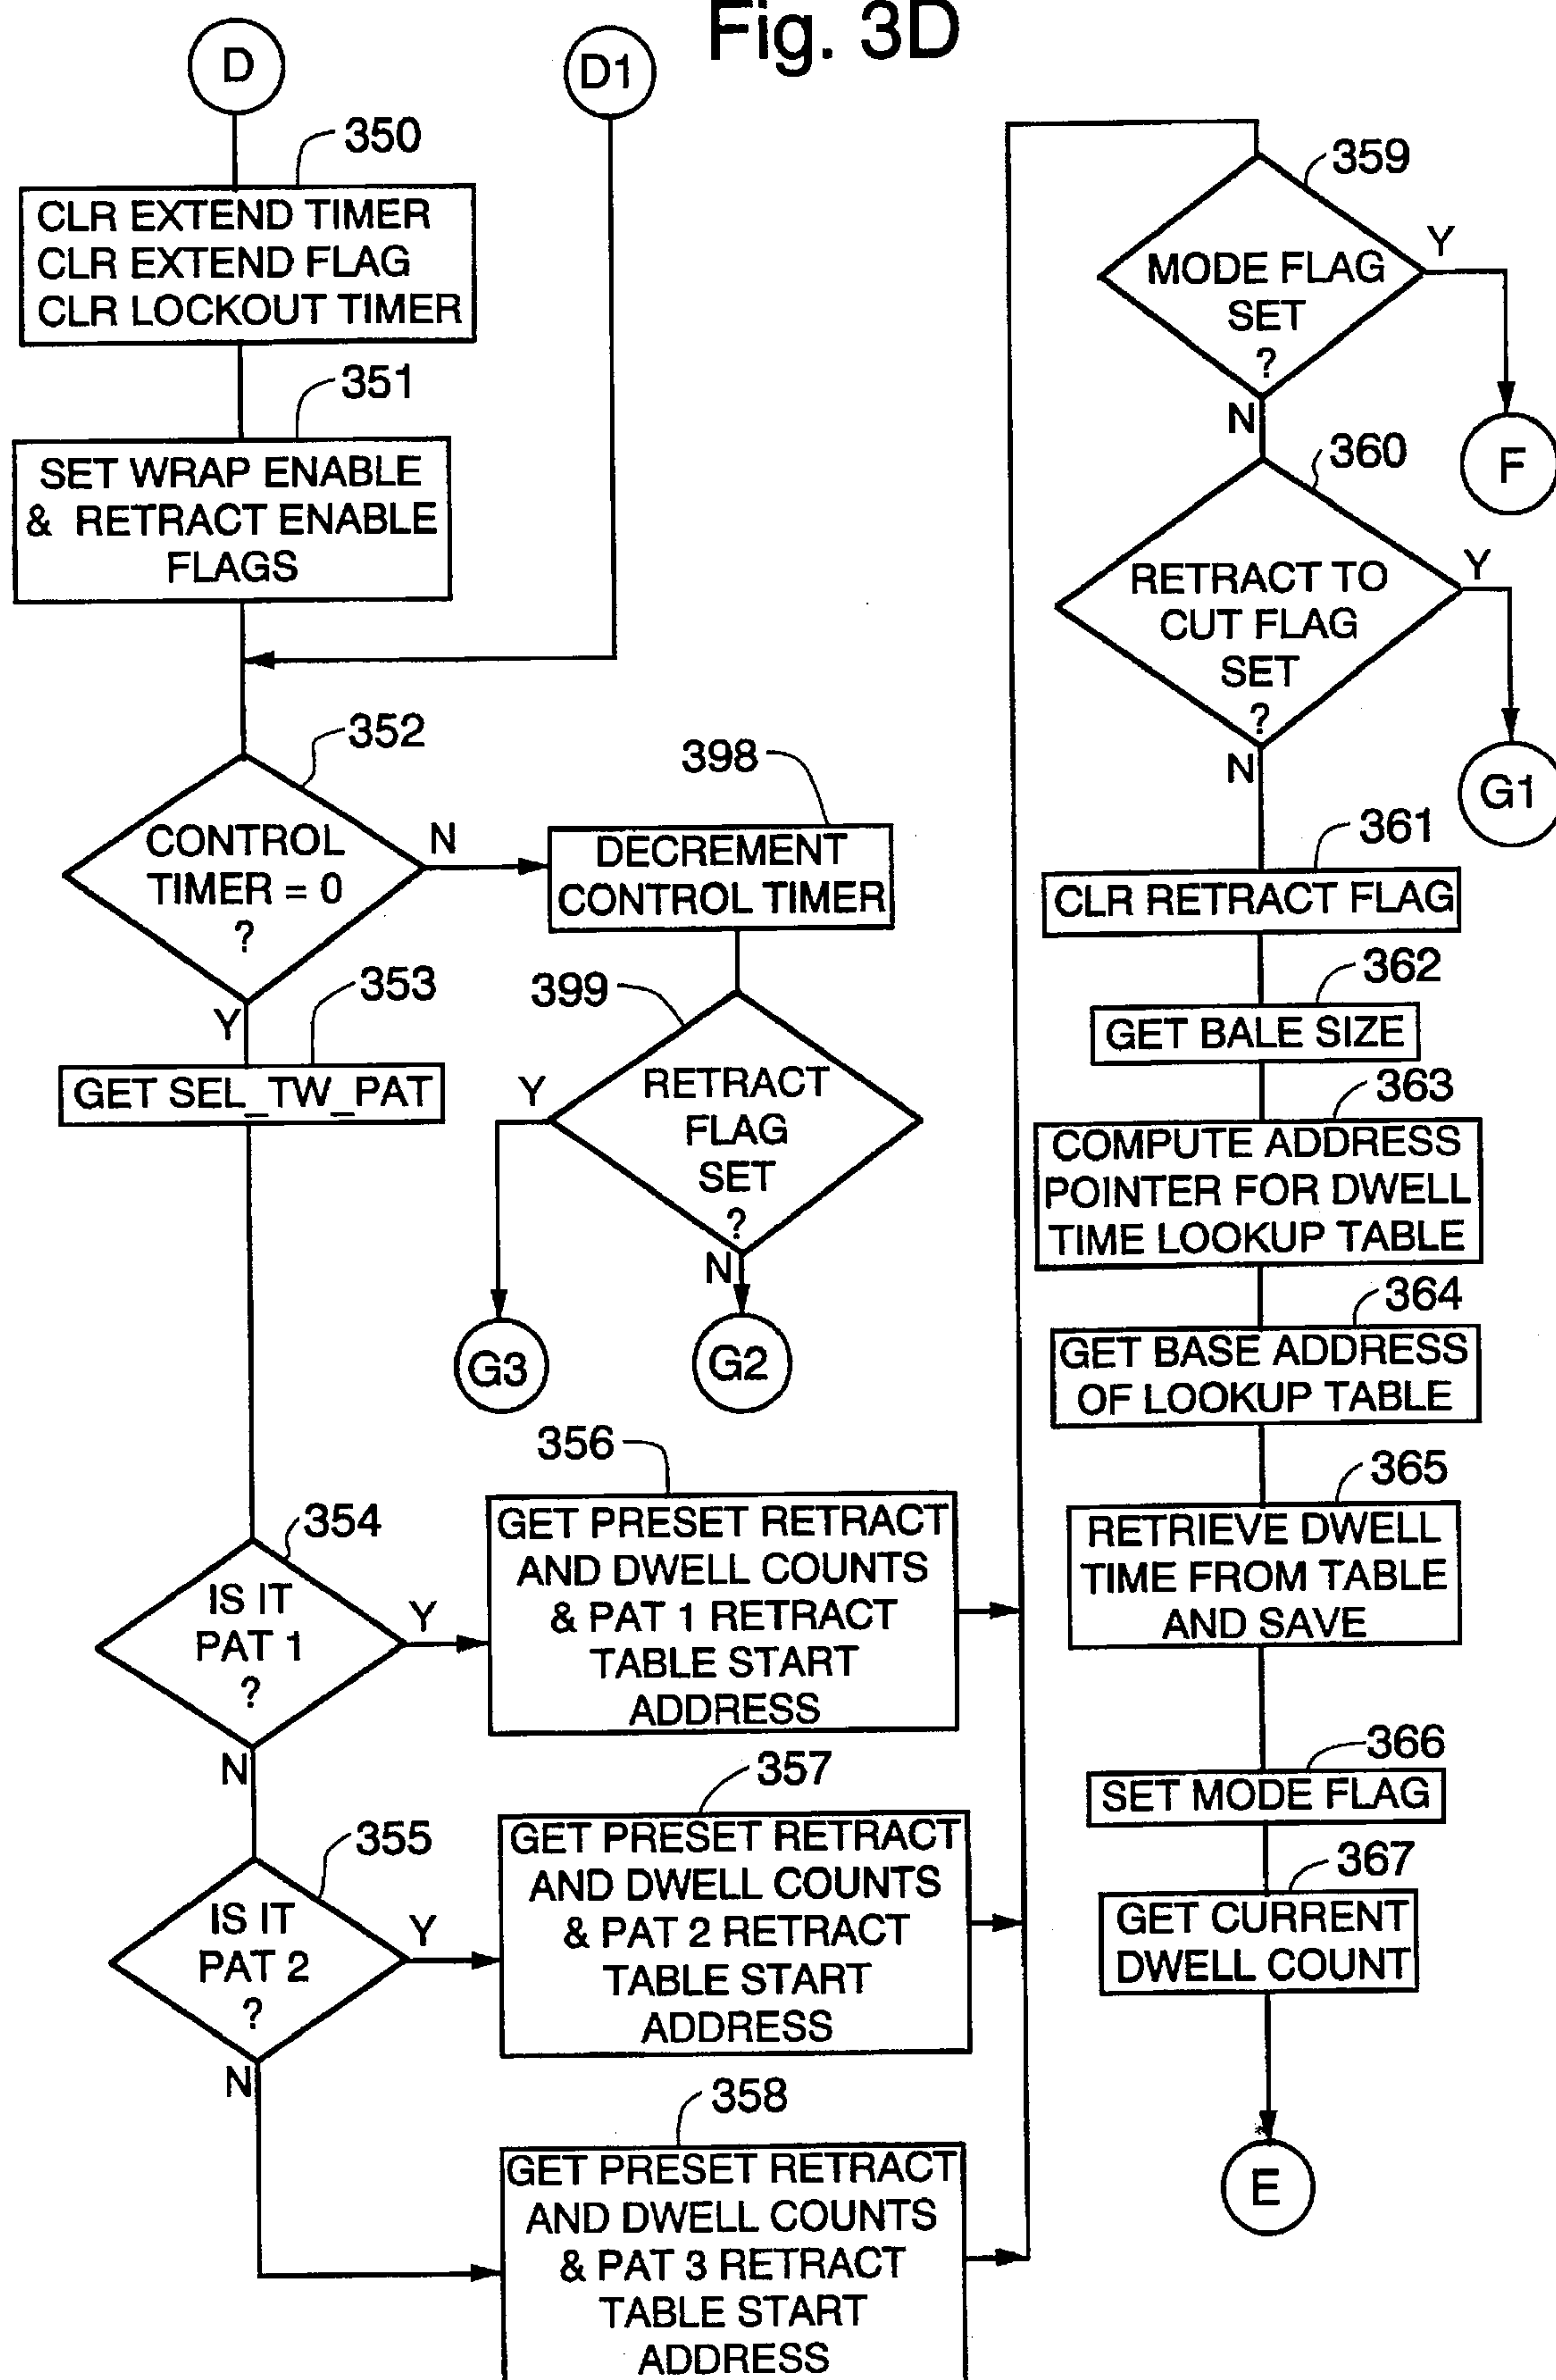 Fig. 3D
D
D1
350
CLR EXTEND TIMER
CLR EXTEND FLAG
CLR LOCKOUT TIMER
351
SET WRAP ENABLE
& RETRACT ENABLE
FLAGS
352
CONTROL
TIMER = 0
?
N
Y
398
DECREMENT
CONTROL TIMER
399
RETRACT
FLAG
SET
?
Y
N
G3
G2
353
GET SEL_TW_PAT
354
IS IT
PAT 1
?
Y
N
356
GET PRESET RETRACT
AND DWELL COUNTS
& PAT 1 RETRACT
TABLE START
ADDRESS
355
IS IT
PAT 2
?
Y
N
357
GET PRESET RETRACT
AND DWELL COUNTS
& PAT 2 RETRACT
TABLE START
ADDRESS
358
GET PRESET RETRACT
AND DWELL COUNTS
& PAT 3 RETRACT
TABLE START
ADDRESS
359
MODE FLAG
SET
?
Y
N
F
360
RETRACT TO
CUT FLAG
SET
?
Y
N
G1
361
CLR RETRACT FLAG
362
GET BALE SIZE
363
COMPUTE ADDRESS
POINTER FOR DWELL
TIME LOOKUP TABLE
364
GET BASE ADDRESS
OF LOOKUP TABLE
365
RETRIEVE DWELL
TIME FROM TABLE
AND SAVE
366
SET MODE FLAG
367
GET CURRENT
DWELL COUNT
E